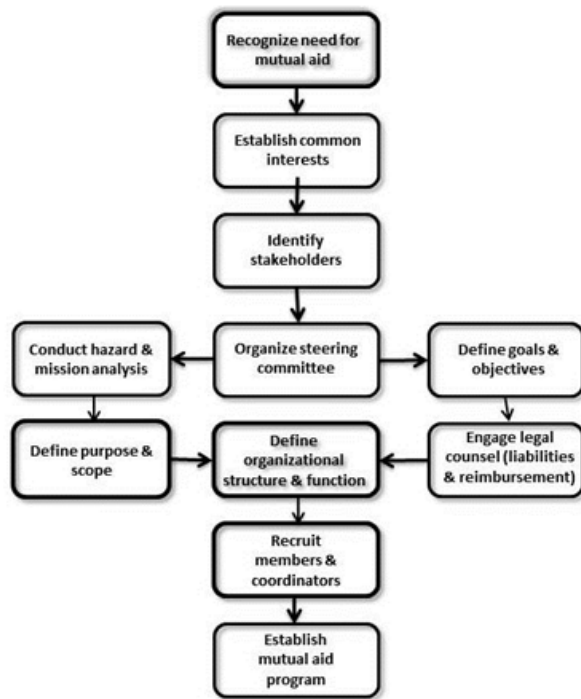 Recognize need for
mutual aid
Establish common
interests
Identify
stakeholders
Conduct hazard &
mission analysis
Organize steering
committee
Define goals &
objectives
Define purpose &
scope
Define
organizational
structure & function
Engage legal
counsel (liabilities
& reimbursement)
Recruit
members &
coordinators
Establish
mutual aid
program